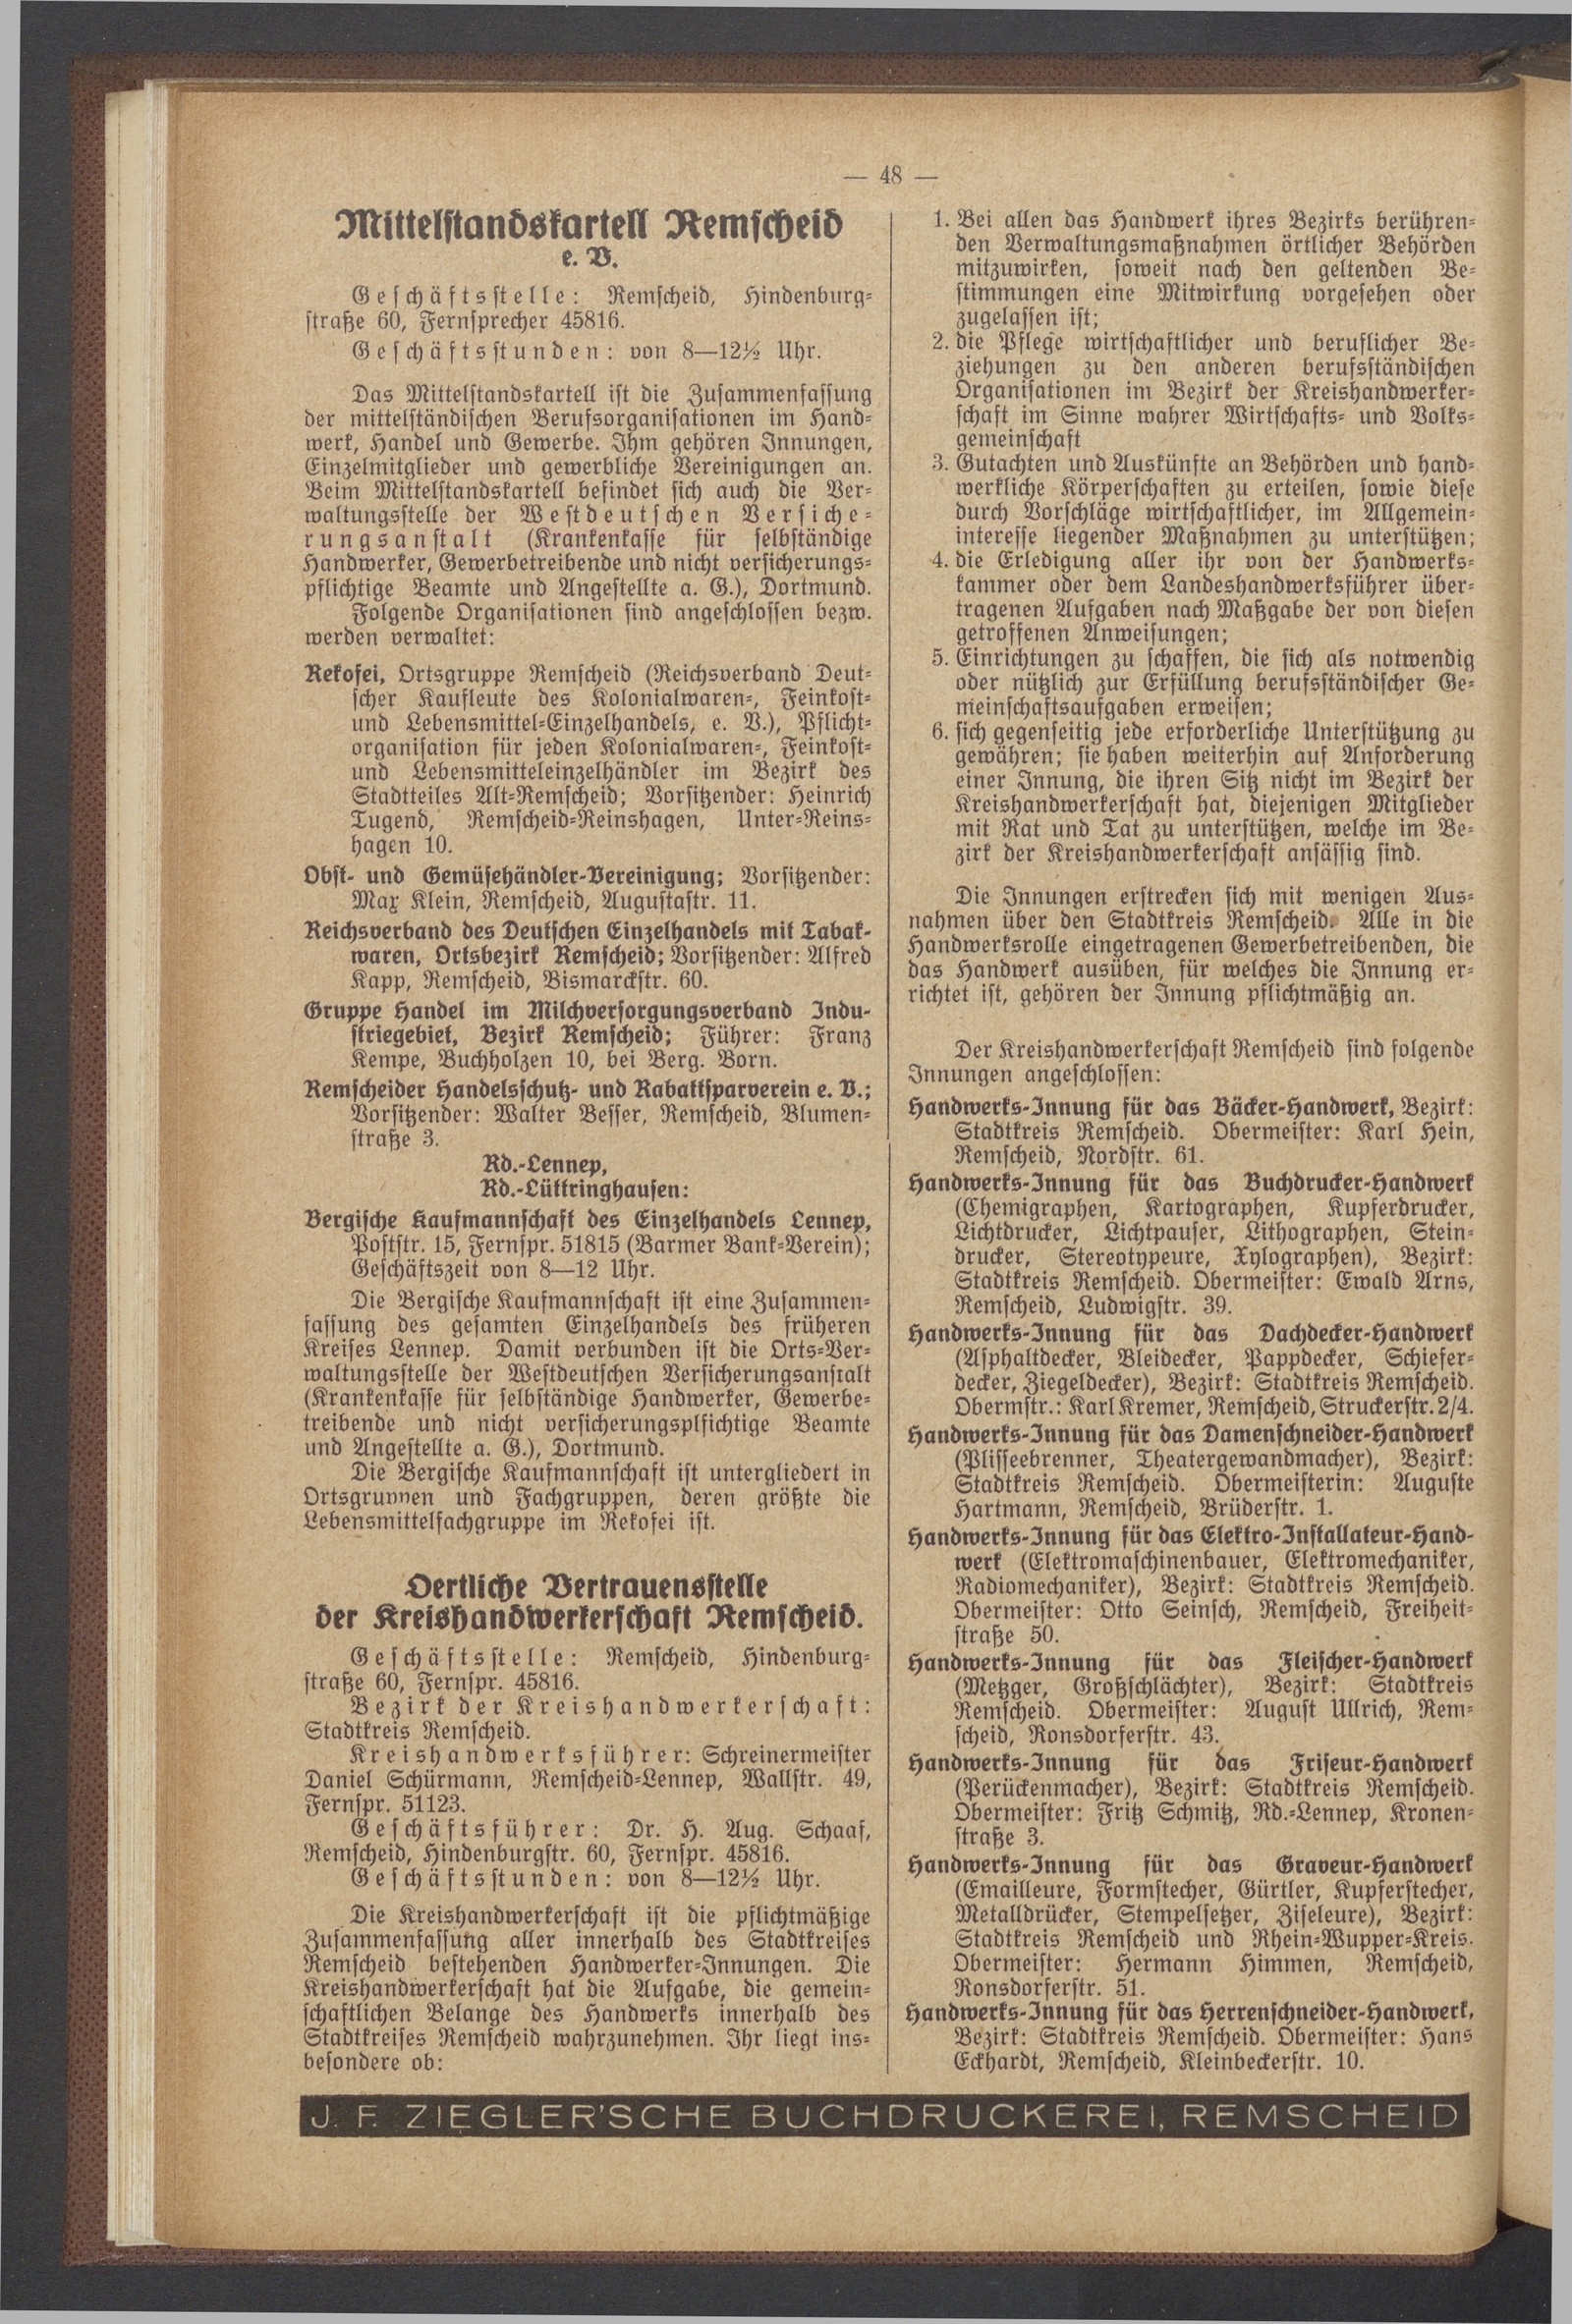 — 48 —
Mittelstandskartell Remscheid
e. V.
Geschäftsstelle: Remscheid, Hindenburg-
straße 60, Fernsprecher 45816.
Geschäftsstunden: von 8—12½ Uhr.
Das Mittelstandskartell ist die Zusammenfassung
der mittelständischen Berufsorganisationen im Hand-
werk, Handel und Gewerbe. Ihm gehören Innungen,
Einzelmitglieder und gewerbliche Vereinigungen an.
Beim Mittelstandskartell befindet sich auch die Ver-
waltungsstelle der Westdeutschen Versiche-
rungsanstalt (Krankenkasse für selbständige
Handwerker, Gewerbetreibende und nicht versicherungs-
pflichtige Beamte und Angestellte a. G.), Dortmund.
Folgende Organisationen sind angeschlossen bezw.
werden verwaltet:
Rekofei, Ortsgruppe Remscheid (Reichsverband Deut-
scher Kaufleute des Kolonialwaren-, Feinkost-
und Lebensmittel-Einzelhandels, e. V.), Pflicht-
organisation für jeden Kolonialwaren-, Feinkost-
und Lebensmitteleinzelhändler im Bezirk des
Stadtteiles Alt-Remscheid; Vorsitzender: Heinrich
Tugend, Remscheid-Reinshagen, Unter-Reins-
hagen 10.
Obst- und Gemüsehändler-Vereinigung; Vorsitzender:
Max Klein, Remscheid, Augustastr. 11.
Reichsverband des Deutschen Einzelhandels mit Tabak-
waren, Ortsbezirk Remscheid; Vorsitzender: Alfred
Kapp, Remscheid, Bismarckstr. 60.
Gruppe Handel im Milchversorgungsverband Indu-
striegebiet, Bezirk Remscheid; Führer: Franz
Kempe, Buchholzen 10, bei Berg. Born.
Remscheider Handelsschutz- und Rabattsparverein e. V.;
Vorsitzender: Walter Besser, Remscheid, Blumen-
straße 3.
Rd.-Lennep,
Rd.-Lüttringhausen:
Bergische Kaufmannschaft des Einzelhandels Lennep,
Poststr. 15, Fernspr. 51815 (Barmer Bank-Verein);
Geschäftszeit von 8—12 Uhr.
Die Bergische Kaufmannschaft ist eine Zusammen-
fassung des gesamten Einzelhandels des früheren
Kreises Lennep. Damit verbunden ist die Orts-Ver-
waltungsstelle der Westdeutschen Versicherungsanstalt
(Krankenkasse für selbständige Handwerker, Gewerbe-
treibende und nicht versicherungsplsichtige Beamte
und Angestellte a. G.), Dortmund.
Die Bergische Kaufmannschaft ist untergliedert in
Ortsgruppen und Fachgruppen, deren größte die
Lebensmittelfachgruppe im Rekofei ist.
Oertliche Vertrauensstelle
der Kreishandwerkerschaft Remscheid.
Geschäftsstelle: Remscheid, Hindenburg-
straße 60, Fernspr. 45816.
Bezirk der Kreishandwerkerschaft:
Stadtkreis Remscheid.
Kreishandwerksführer: Schreinermeister
Daniel Schürmann, Remscheid-Lennep, Wallstr. 49,
Fernspr. 51123.
Geschäftsführer: Dr. H. Aug. Schaaf,
Remscheid, Hindenburgstr. 60, Fernspr. 45816.
Geschäftsstunden: von 8—12½ Uhr.
Die Kreishandwerkerschaft ist die pflichtmäßige
Zusammenfassung aller innerhalb des Stadtkreises
Remscheid bestehenden Handwerker-Innungen. Die
Kreishandwerkerschaft hat die Aufgabe, die gemein-
schaftlichen Belange des Handwerks innerhalb des
Stadtkreises Remscheid wahrzunehmen. Ihr liegt ins-
besondere ob:
1. Bei allen das Handwerk ihres Bezirks berühren-
den Verwaltungsmaßnahmen örtlicher Behörden
mitzuwirken, soweit nach den geltenden Be-
stimmungen eine Mitwirkung vorgesehen oder
zugelassen ist;
2. die Pflege wirtschaftlicher und beruflicher Be-
ziehungen zu den anderen berufsständischen
Organisationen im Bezirk der Kreishandwerker-
schaft im Sinne wahrer Wirtschafts- und Volks-
gemeinschaft
3. Gutachten und Auskünfte an Behörden und hand-
werkliche Körperschaften zu erteilen, sowie diese
durch Vorschläge wirtschaftlicher, im Allgemein-
interesse liegender Maßnahmen zu unterstützen;
4. die Erledigung aller ihr von der Handwerks-
kammer oder dem Landeshandwerksführer über-
tragenen Aufgaben nach Maßgabe der von diesen
getroffenen Anweisungen;
5. Einrichtungen zu schaffen, die sich als notwendig
oder nützlich zur Erfüllung berufsständischer Ge-
meinschaftsaufgaben erweisen;
6. sich gegenseitig jede erforderliche Unterstützung zu
gewähren; sie haben weiterhin auf Anforderung
einer Innung, die ihren Sitz nicht im Bezirk der
Kreishandwerkerschaft hat, diejenigen Mitglieder
mit Rat und Tat zu unterstützen, welche im Be-
zirk der Kreishandwerkerschaft ansässig sind.
Die Innungen erstrecken sich mit wenigen Aus-
nahmen über den Stadtkreis Remscheid. Alle in die
Handwerksrolle eingetragenen Gewerbetreibenden, die
das Handwerk ausüben, für welches die Innung er-
richtet ist, gehören der Innung pflichtmäßig an.
Der Kreishandwerkerschaft Remscheid sind folgende
Innungen angeschlossen:
Handwerks-Innung für das Bäcker-Handwerk, Bezirk:
Stadtkreis Remscheid. Obermeister: Karl Hein,
Remscheid, Nordstr. 61.
Handwerks-Innung für das Buchdrucker-Handwerk
(Chemigraphen, Kartographen, Kupferdrucker,
Lichtdrucker, Lichtpauser, Lithographen, Stein-
drucker, Stereotypeure, Xylographen), Bezirk:
Stadtkreis Remscheid. Obermeister: Ewald Arns,
Remscheid, Ludwigstr. 39.
Handwerks-Innung für das Dachdecker-Handwerk
(Asphaltdecker, Bleidecker, Pappdecker, Schiefer-
decker, Ziegeldecker), Bezirk: Stadtkreis Remscheid.
Obermstr.: Karl Kremer, Remscheid, Struckerstr. 2/4.
Handwerks-Innung für das Damenschneider-Handwerk
(Plisseebrenner, Theatergewandmacher), Bezirk:
Stadtkreis Remscheid. Obermeisterin: Auguste
Hartmann, Remscheid, Brüderstr. 1.
Handwerks-Innung für das Elektro-Installateur-Hand-
werk (Elektromaschinenbauer, Elektromechaniker,
Radiomechaniker), Bezirk: Stadtkreis Remscheid.
Obermeister: Otto Seinsch, Remscheid, Freiheit-
straße 50.
Handwerks-Innung für das Fleischer-Handwerk
(Metzger, Großschlächter), Bezirk: Stadtkreis
Remscheid. Obermeister: August Ullrich, Rem-
scheid, Ronsdorferstr. 43.
Handwerks-Innung für das Friseur-Handwerk
(Perückenmacher), Bezirk: Stadtkreis Remscheid.
Obermeister: Fritz Schmitz, Rd.-Lennep, Kronen-
straße 3.
Handwerks-Innung für das Graveur-Handwerk
(Emailleure, Formstecher, Gürtler, Kupferstecher,
Metalldrücker, Stempelsetzer, Ziseleure), Bezirk:
Stadtkreis Remscheid und Rhein-Wupper-Kreis.
Obermeister: Hermann Himmen, Remscheid,
Ronsdorferstr. 51.
Handwerks-Innung für das Herrenschneider-Handwerk,
Bezirk: Stadtkreis Remscheid. Obermeister: Hans
Eckhardt, Remscheid, Kleinbeckerstr. 10.
J. F. ZIEGLER'SCHE BUCHDRUCKEREI, REMSCHEID